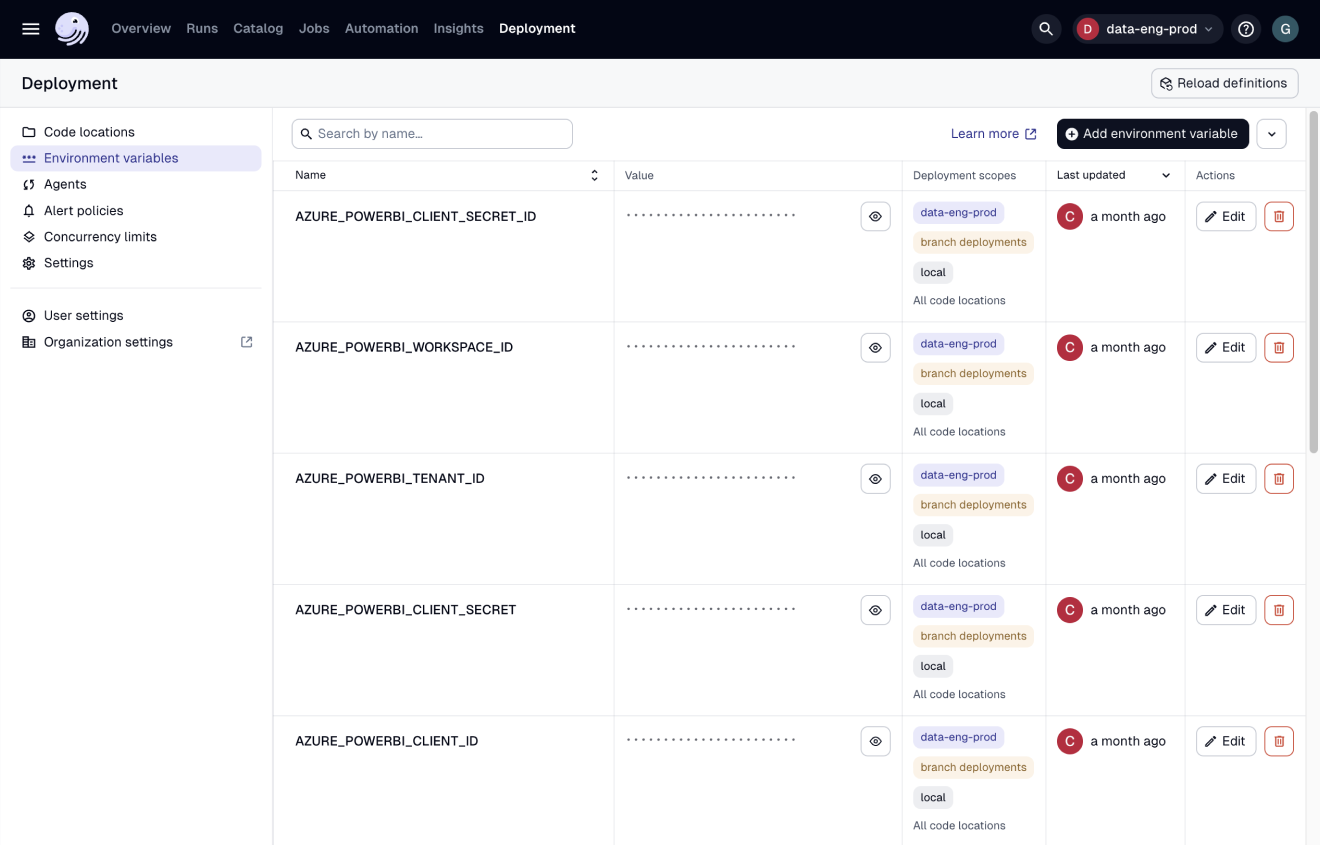 Overview Runs Catalog Jobs Automation Insights Deployment D data-eng-prod G
Deployment Reload definitions
Code locations
Environment variables
Agents
Alert policies
Concurrency limits
Settings
User settings
Organization settings
Search by name... Learn more Add environment variable
Name Value Deployment scopes Last updated Actions
AZURE_POWERBI_CLIENT_SECRET_ID data-eng-prod C a month ago Edit
branch deployments
local
All code locations
AZURE_POWERBI_WORKSPACE_ID data-eng-prod C a month ago Edit
branch deployments
local
All code locations
AZURE_POWERBI_TENANT_ID data-eng-prod C a month ago Edit
branch deployments
local
All code locations
AZURE_POWERBI_CLIENT_SECRET data-eng-prod C a month ago Edit
branch deployments
local
All code locations
AZURE_POWERBI_CLIENT_ID data-eng-prod C a month ago Edit
branch deployments
local
All code locations